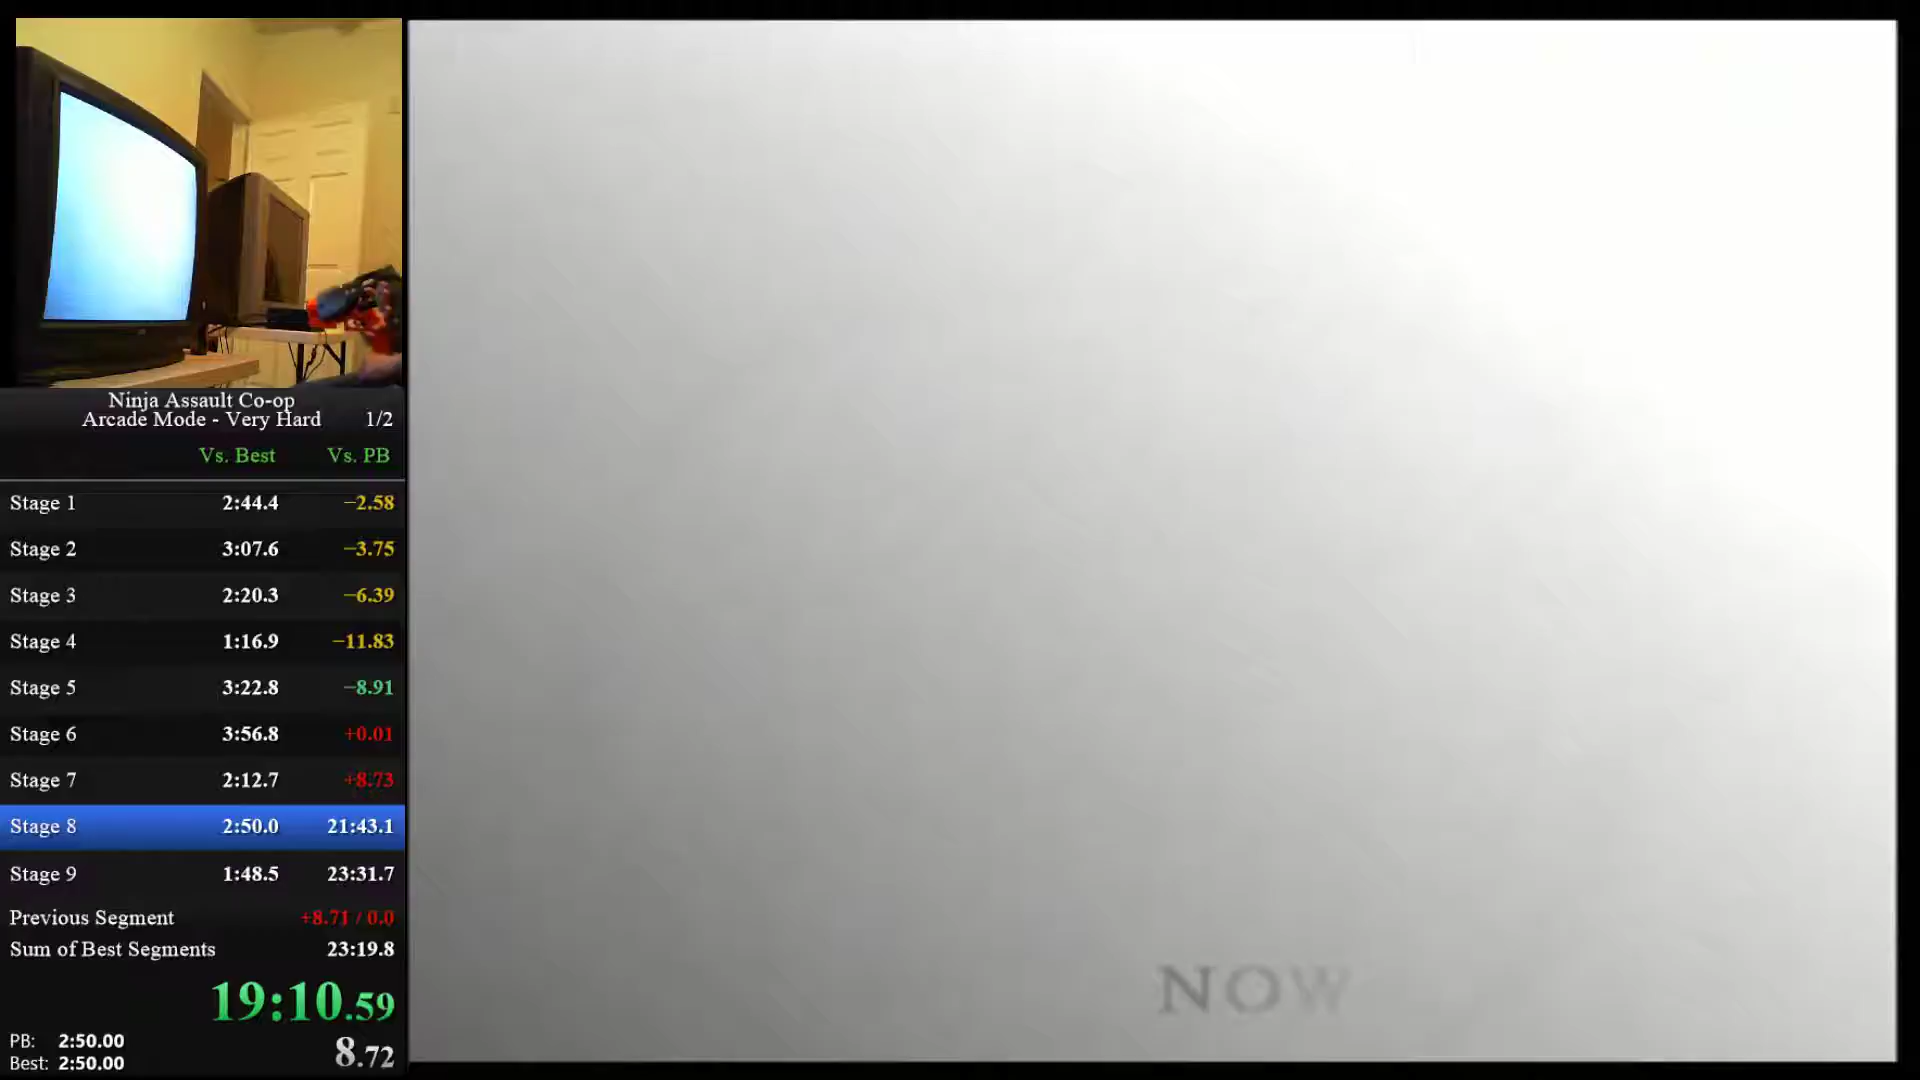 Ninja Assault Co-op
Arcade Mode - Very Hard 1/2
Vs. Best Vs. PB
Stage 1 2:44.4 −2.58
Stage 2 3:07.6 −3.75
Stage 3 2:20.3 −6.39
Stage 4 1:16.9 −11.83
Stage 5 3:22.8 −8.91
Stage 6 3:56.8 +0.01
Stage 7 2:12.7 +8.73
Stage 8 2:50.0 21:43.1
Stage 9 1:48.5 23:31.7
Previous Segment +8.71 / 0.0
Sum of Best Segments 23:19.8
19:10.59
PB: 2:50.00
Best: 2:50.00
8.72
NOW